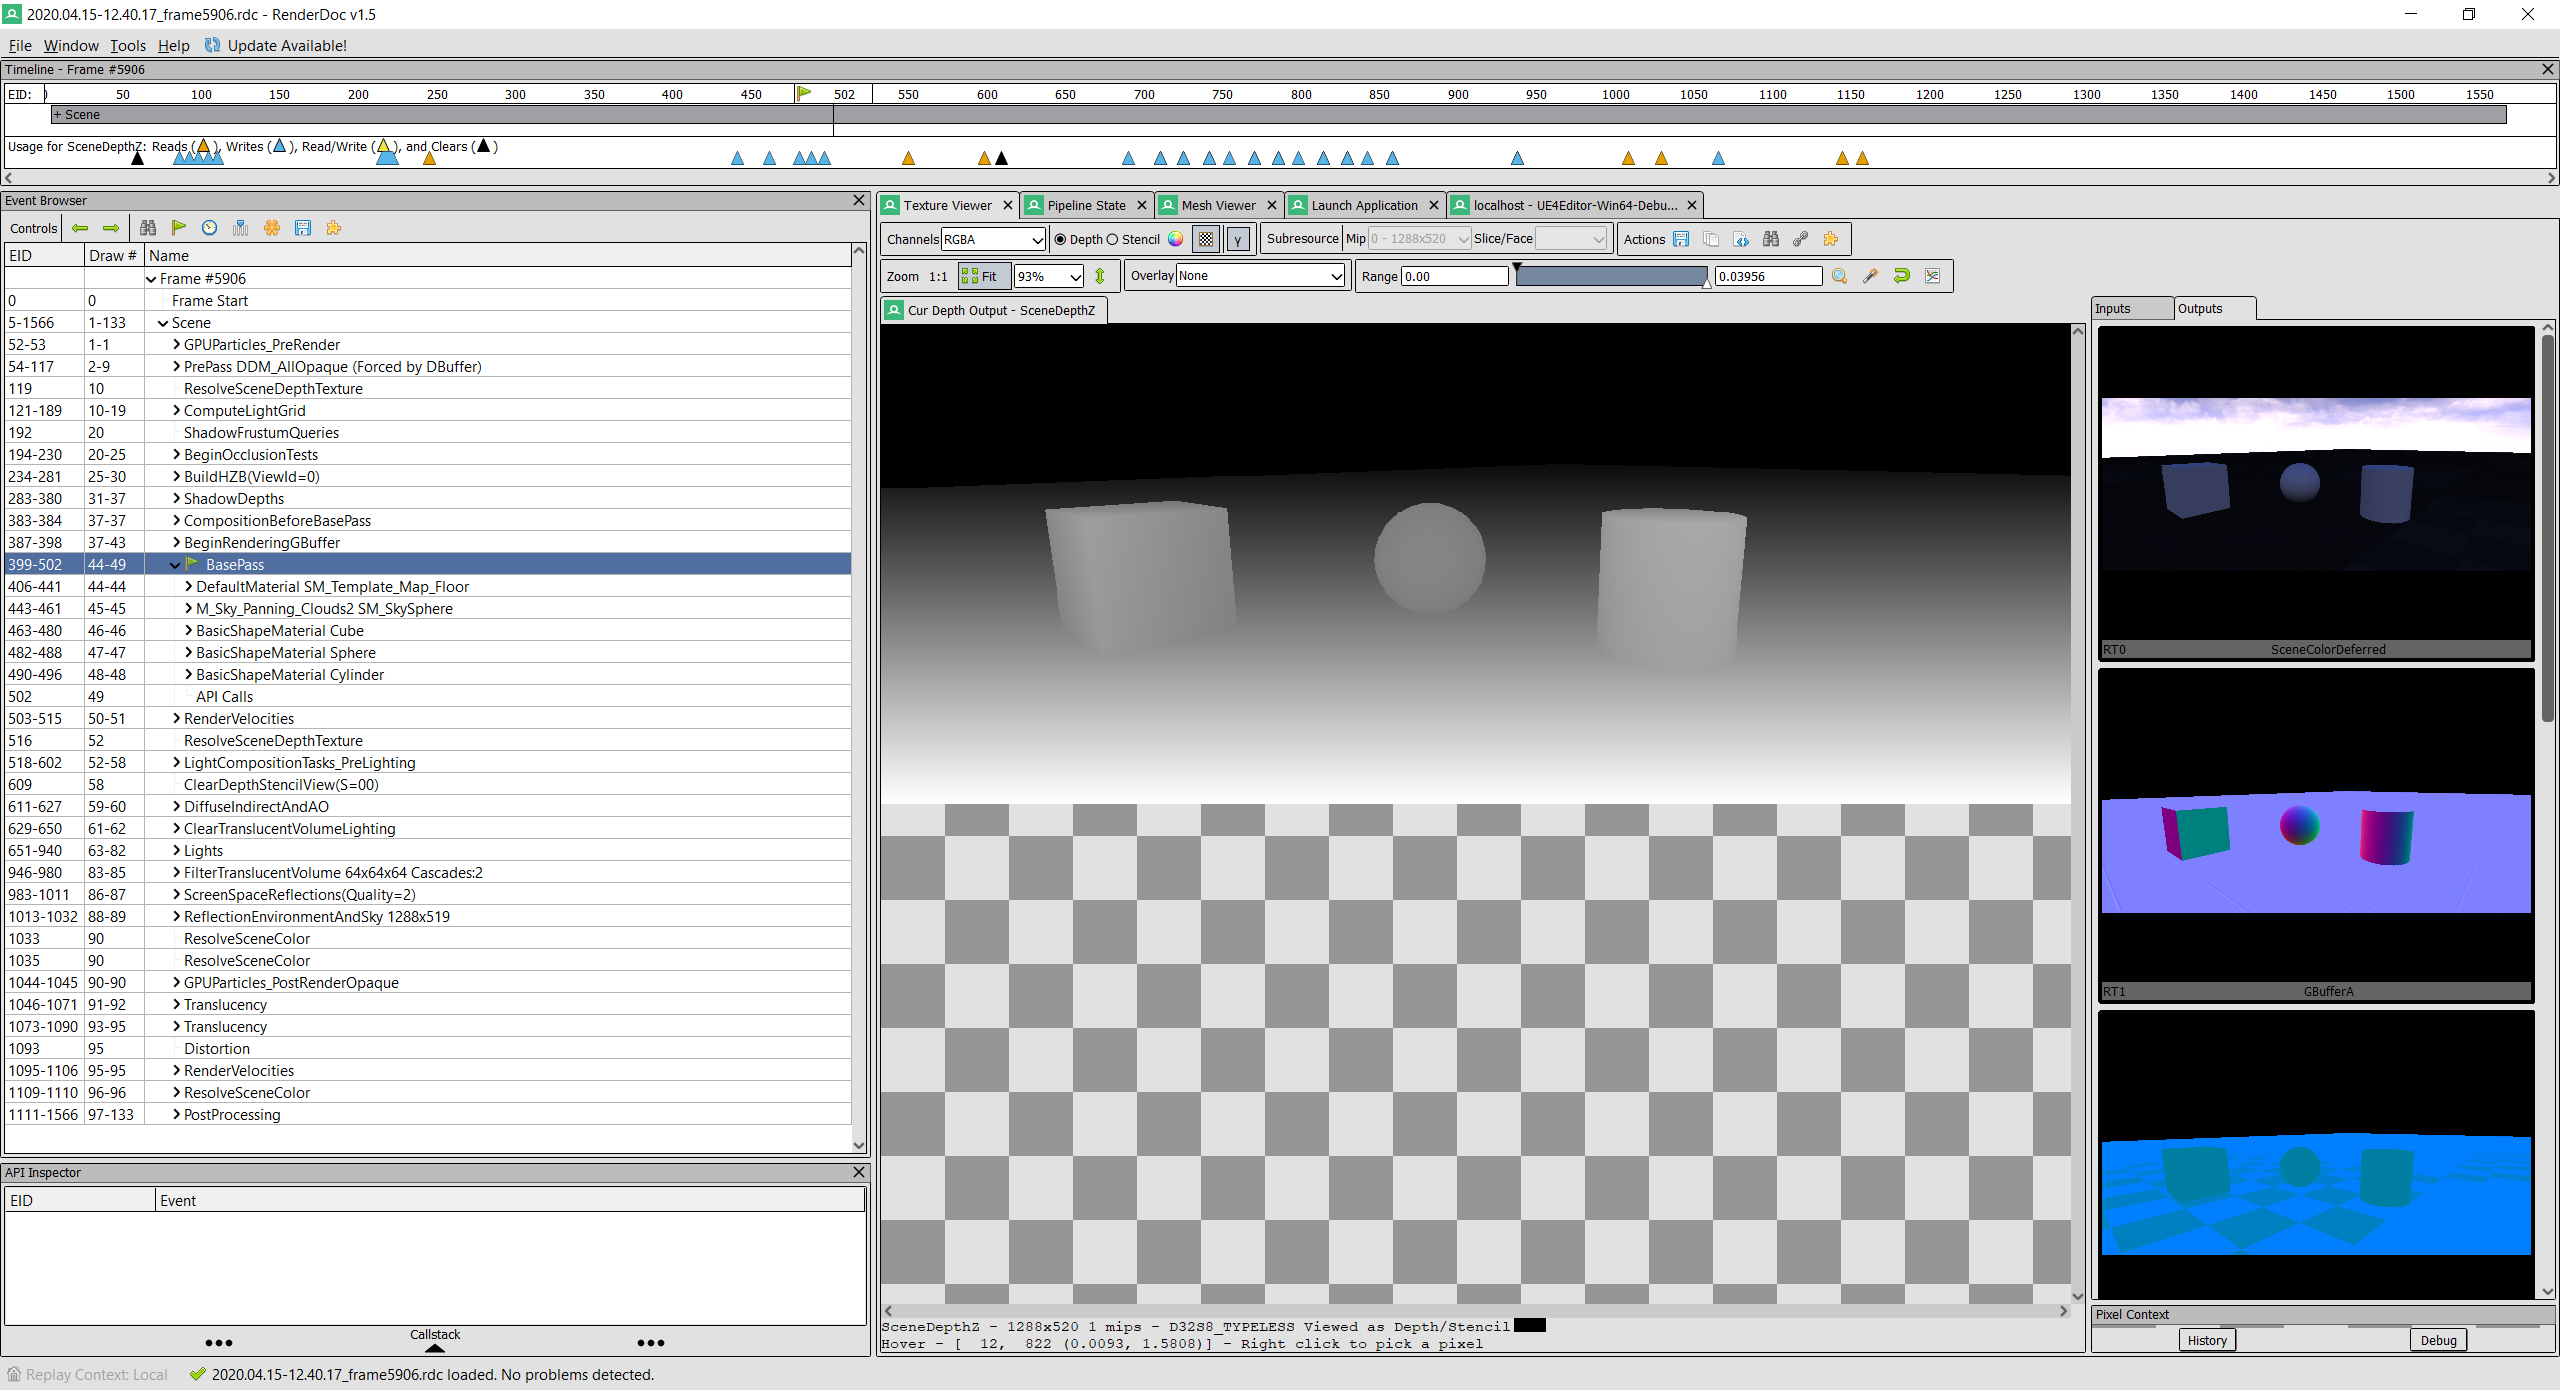 2020.04.15-12.40.17_frame5906.rdc - RenderDoc v1.5
File Window Tools Help Update Available!
Timeline - Frame #5906
EID: 0 50 100 150 200 250 300 350 400 450 502 550 600 650 700 750 800 850 900 950 1000 1050 1100 1150 1200 1250 1300 1350 1400 1450 1500 1550
+ Scene
Usage for SceneDepthZ: Reads ( ), Writes ( ), Read/Write ( ), and Clears ( )
Event Browser
Controls
EID Draw # Name
Frame #5906
0 0 Frame Start
5-1566 1-133 Scene
52-53 1-1 GPUParticles_PreRender
54-117 2-9 PrePass DDM_AllOpaque (Forced by DBuffer)
119 10 ResolveSceneDepthTexture
121-189 10-19 ComputeLightGrid
192 20 ShadowFrustumQueries
194-230 20-25 BeginOcclusionTests
234-281 25-30 BuildHZB(ViewId=0)
283-380 31-37 ShadowDepths
383-384 37-37 CompositionBeforeBasePass
387-398 37-43 BeginRenderingGBuffer
399-502 44-49 BasePass
406-441 44-44 DefaultMaterial SM_Template_Map_Floor
443-461 45-45 M_Sky_Panning_Clouds2 SM_SkySphere
463-480 46-46 BasicShapeMaterial Cube
482-488 47-47 BasicShapeMaterial Sphere
490-496 48-48 BasicShapeMaterial Cylinder
502 49 API Calls
503-515 50-51 RenderVelocities
516 52 ResolveSceneDepthTexture
518-602 52-58 LightCompositionTasks_PreLighting
609 58 ClearDepthStencilView(S=00)
611-627 59-60 DiffuseIndirectAndAO
629-650 61-62 ClearTranslucentVolumeLighting
651-940 63-82 Lights
946-980 83-85 FilterTranslucentVolume 64x64x64 Cascades:2
983-1011 86-87 ScreenSpaceReflections(Quality=2)
1013-1032 88-89 ReflectionEnvironmentAndSky 1288x519
1033 90 ResolveSceneColor
1035 90 ResolveSceneColor
1044-1045 90-90 GPUParticles_PostRenderOpaque
1046-1071 91-92 Translucency
1073-1090 93-95 Translucency
1093 95 Distortion
1095-1106 95-95 RenderVelocities
1109-1110 96-96 ResolveSceneColor
1111-1566 97-133 PostProcessing
API Inspector
EID Event
Callstack
Texture Viewer Pipeline State Mesh Viewer Launch Application localhost - UE4Editor-Win64-Debu...
Channels RGBA Depth Stencil γ Subresource Mip 0 - 1288x520 Slice/Face Actions
Zoom 1:1 Fit 93% Overlay None Range 0.00 0.03956
Cur Depth Output - SceneDepthZ
Inputs Outputs
RT0 SceneColorDeferred
RT1 GBufferA
SceneDepthZ - 1288x520 1 mips - D32S8_TYPELESS Viewed as Depth/Stencil
Hover - [ 12, 822 (0.0093, 1.5808)] - Right click to pick a pixel
Pixel Context
History Debug
Replay Context: Local 2020.04.15-12.40.17_frame5906.rdc loaded. No problems detected.